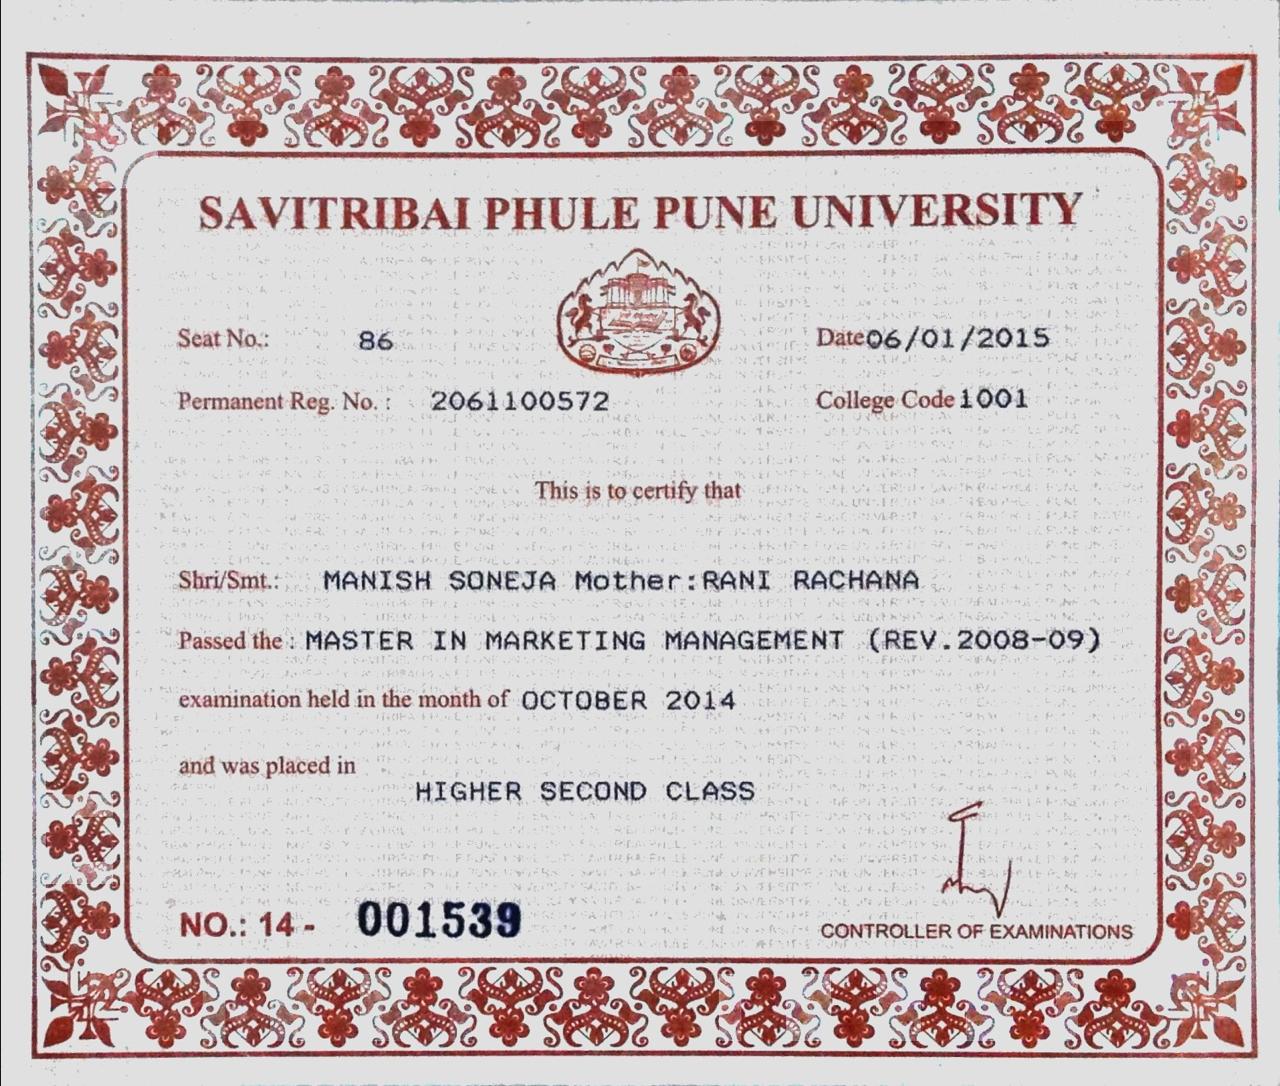 SAVITRIBAI PHULE PUNE UNIVERSITY
Seat No.: 86 Date 06/01/2015
Permanent Reg. No. : 2061100572 College Code 1001
This is to certify that
Shri/Smt.: MANISH SONEJA Mother:RANI RACHANA
Passed the : MASTER IN MARKETING MANAGEMENT (REV.2008-09)
examination held in the month of OCTOBER 2014
and was placed in
HIGHER SECOND CLASS
NO.: 14 - 001539
CONTROLLER OF EXAMINATIONS